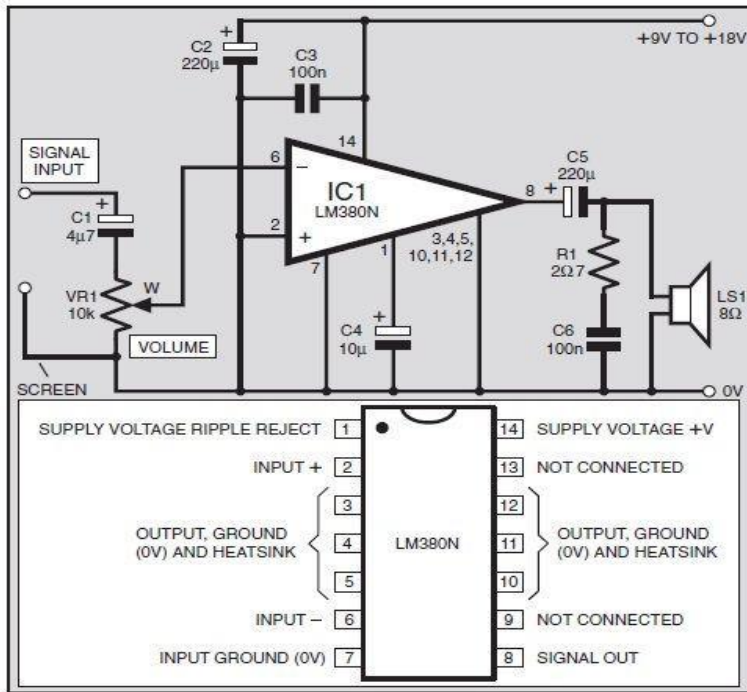 +9V TO +18V
C2
220µ
C3
100n
SIGNAL
INPUT
C1
4µ7
VR1
10k
W
VOLUME
SCREEN
6
–
2
+
14
IC1
LM380N
7
1
3,4,5,
10,11,12
8
C4
10µ
C5
220µ
R1
2Ω7
C6
100n
LS1
8Ω
0V
+
+
+
+
SUPPLY VOLTAGE RIPPLE REJECT 1
INPUT + 2
3
OUTPUT, GROUND
(0V) AND HEATSINK
4
5
INPUT – 6
INPUT GROUND (0V) 7
LM380N
14 SUPPLY VOLTAGE +V
13 NOT CONNECTED
12
11
OUTPUT, GROUND
(0V) AND HEATSINK
10
9 NOT CONNECTED
8 SIGNAL OUT